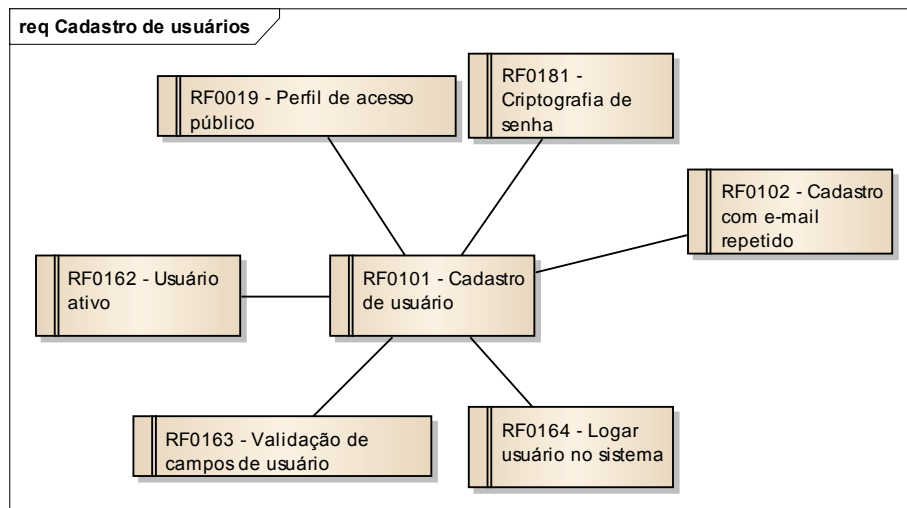 req Cadastro de usuários
RF0019 - Perfil de acesso
público
RF0181 -
Criptografia de
senha
RF0102 - Cadastro
com e-mail
repetido
RF0162 - Usuário
ativo
RF0101 - Cadastro
de usuário
RF0163 - Validação de
campos de usuário
RF0164 - Logar
usuário no sistema